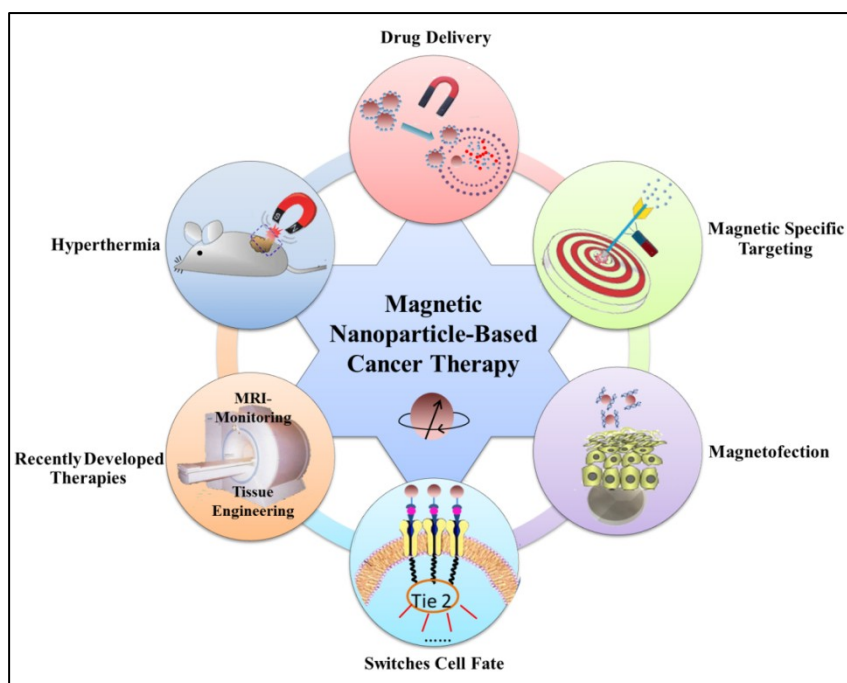 Drug Delivery
Hyperthermia
Magnetic Specific
Targeting
Magnetic
Nanoparticle-Based
Cancer Therapy
Recently Developed
Therapies
MRI-
Monitoring
Tissue
Engineering
Magnetofection
Tie 2
......
Switches Cell Fate